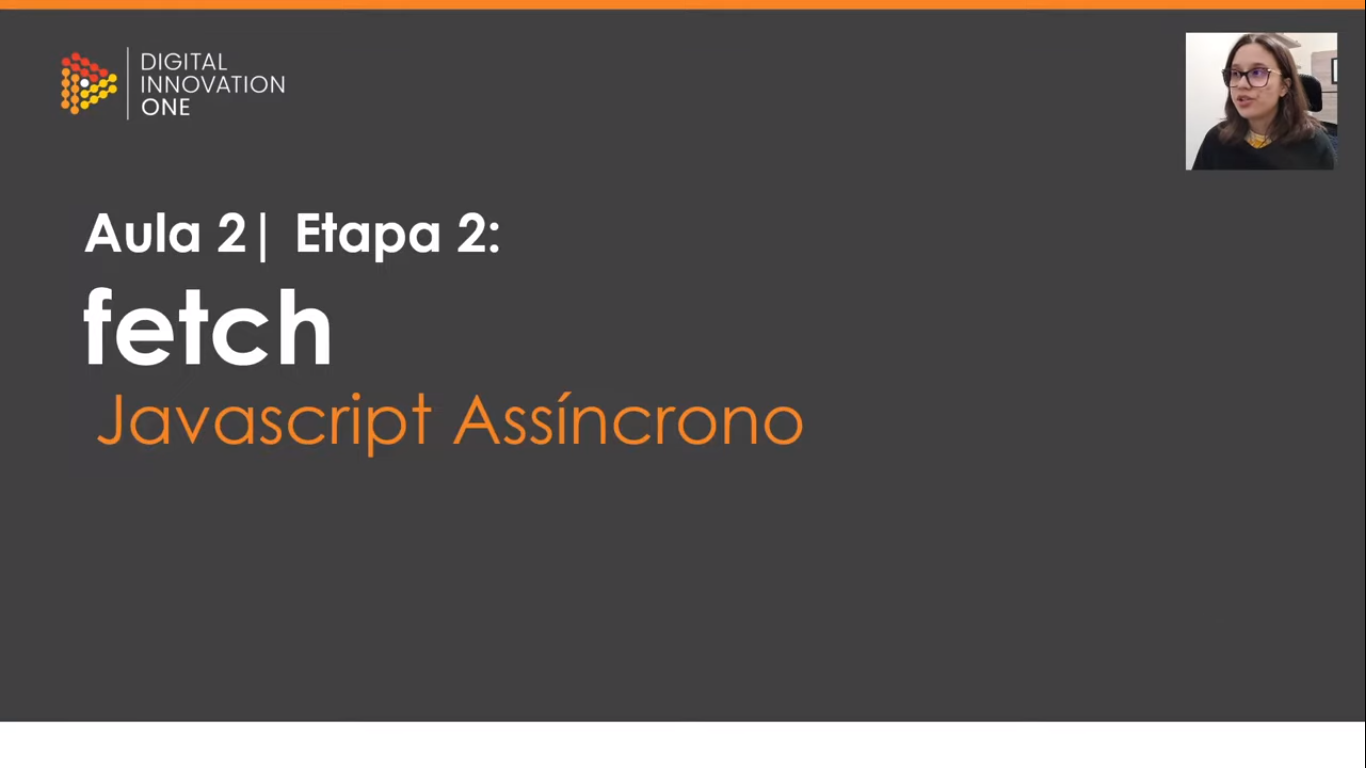 DIGITAL
INNOVATION
ONE
Aula 2| Etapa 2:
fetch
Javascript Assíncrono